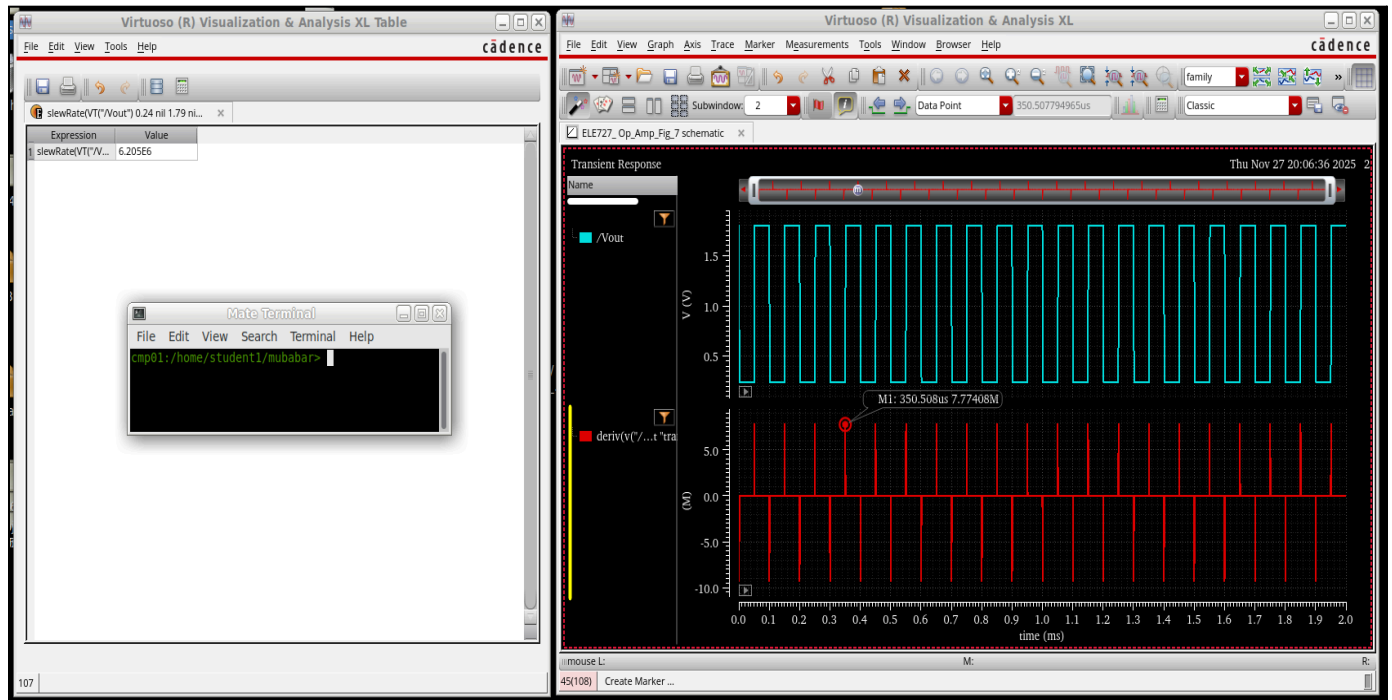 Virtuoso (R) Visualization & Analysis XL Table
File Edit View Tools Help
cādence
slewRate(VT("/Vout") 0.24 nil 1.79 ni...
Expression Value
1 slewRate(VT("/V... 6.205E6
Mate Terminal
File Edit View Search Terminal Help
cmp01:/home/student1/mubabar>
107
Virtuoso (R) Visualization & Analysis XL
File Edit View Graph Axis Trace Marker Measurements Tools Window Browser Help
cādence
family
»
Subwindow: 2
Data Point
350.507794965us
Classic
ELE727_ Op_Amp_Fig_7 schematic
Transient Response
Thu Nov 27 20:06:36 2025 2
Name
/Vout
V (V)
1.5
1.0
0.5
M1: 350.508us 7.77408M
deriv(v("/...t "tra
(M)
5.0
0.0
-5.0
-10.0
0.0 0.1 0.2 0.3 0.4 0.5 0.6 0.7 0.8 0.9 1.0 1.1 1.2 1.3 1.4 1.5 1.6 1.7 1.8 1.9 2.0
time (ms)
mouse L: M: R:
45(108) Create Marker ...